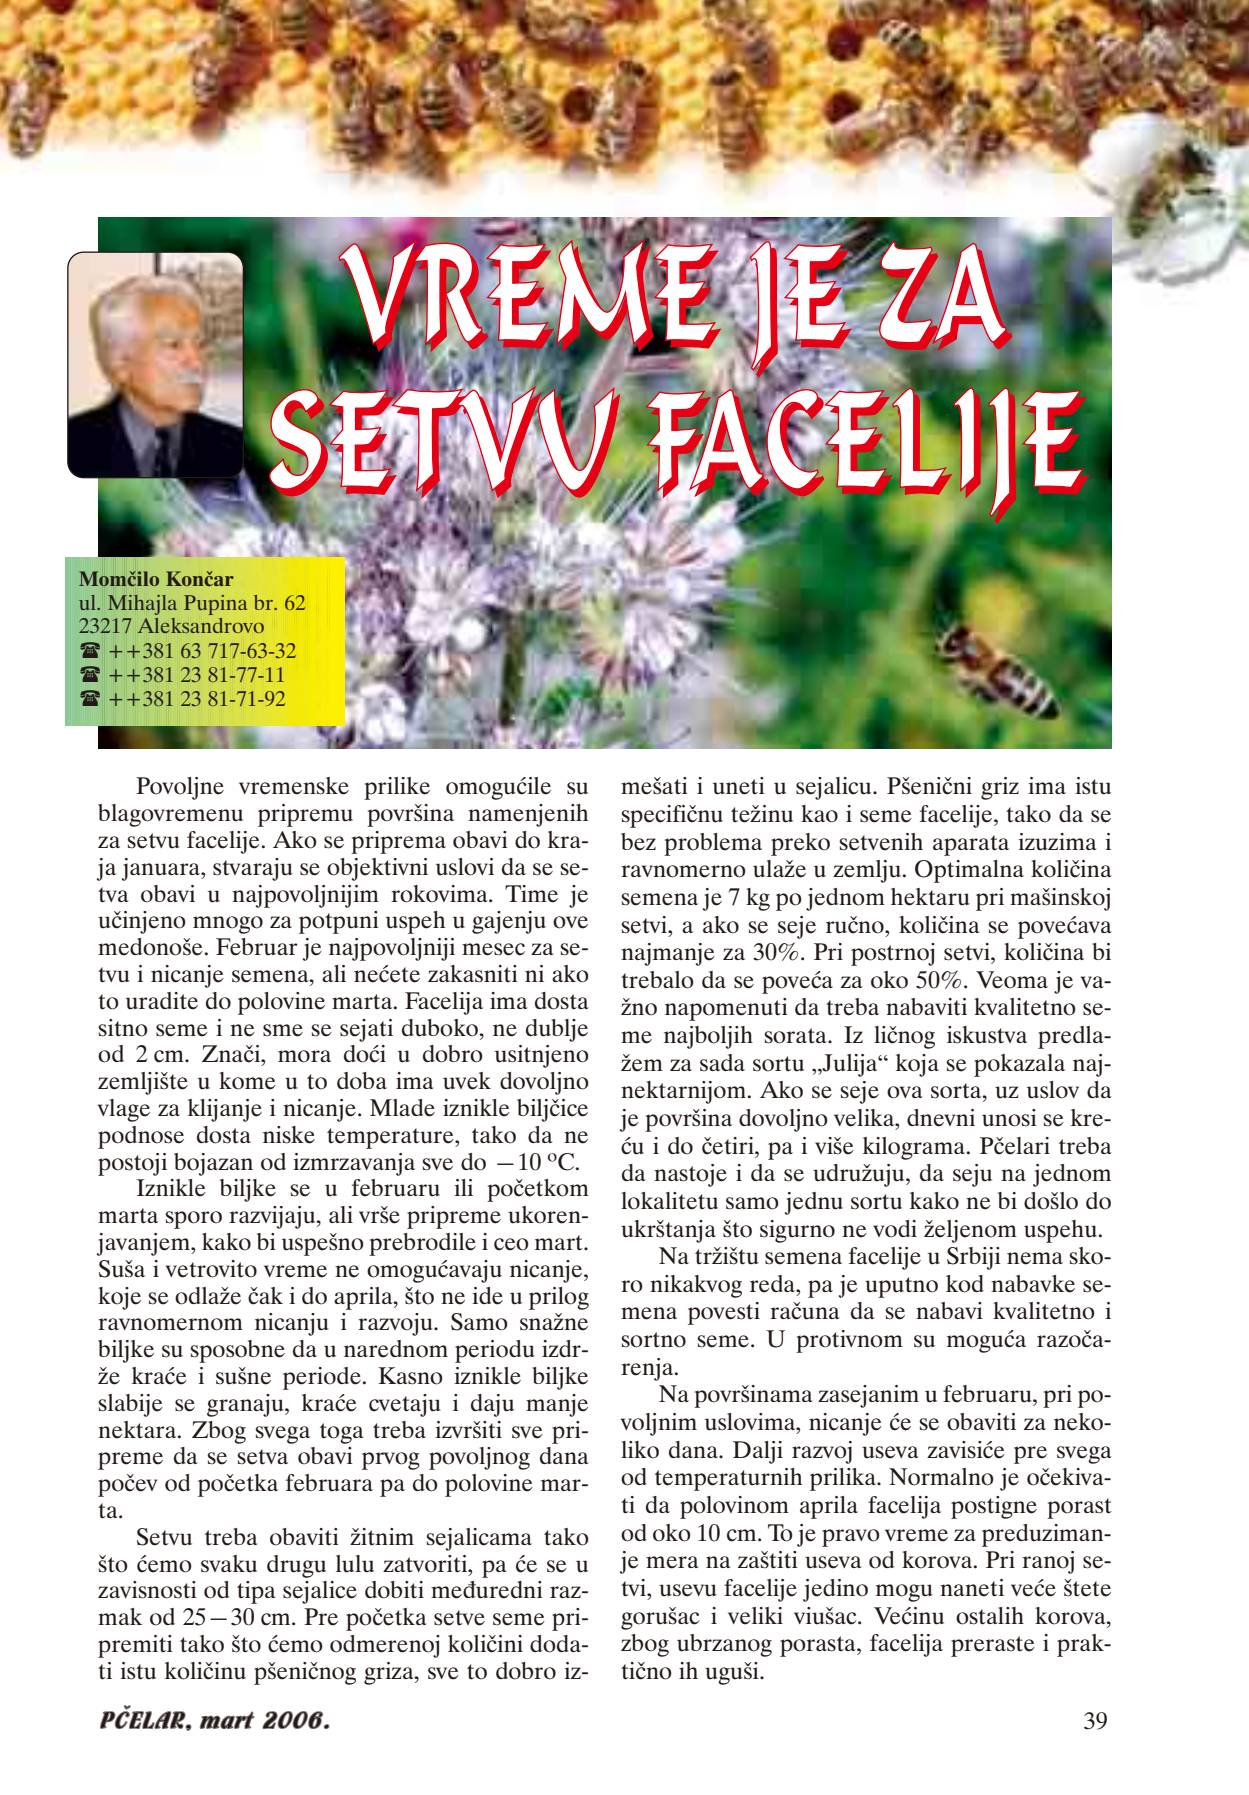 VREME JE ZA
SETVU FACELIJE
Momčilo Končar
ul. Mihajla Pupina br. 62
23217 Aleksandrovo
☎ ++381 63 717-63-32
☎ ++381 23 81-77-11
☎ ++381 23 81-71-92
Povoljne vremenske prilike omogućile su
blagovremenu pripremu površina namenjenih
za setvu facelije. Ako se priprema obavi do kra-
ja januara, stvaraju se objektivni uslovi da se se-
tva obavi u najpovoljnijim rokovima. Time je
učinjeno mnogo za potpuni uspeh u gajenju ove
medonoše. Februar je najpovoljniji mesec za se-
tvu i nicanje semena, ali nećete zakasniti ni ako
to uradite do polovine marta. Facelija ima dosta
sitno seme i ne sme se sejati duboko, ne dublje
od 2 cm. Znači, mora doći u dobro usitnjeno
zemljište u kome u to doba ima uvek dovoljno
vlage za klijanje i nicanje. Mlade iznikle biljčice
podnose dosta niske temperature, tako da ne
postoji bojazan od izmrzavanja sve do −10 ºC.
Iznikle biljke se u februaru ili početkom
marta sporo razvijaju, ali vrše pripreme ukoren-
javanjem, kako bi uspešno prebrodile i ceo mart.
Suša i vetrovito vreme ne omogućavaju nicanje,
koje se odlaže čak i do aprila, što ne ide u prilog
ravnomernom nicanju i razvoju. Samo snažne
biljke su sposobne da u narednom periodu izdr-
že kraće i sušne periode. Kasno iznikle biljke
slabije se granaju, kraće cvetaju i daju manje
nektara. Zbog svega toga treba izvršiti sve pri-
preme da se setva obavi prvog povoljnog dana
počev od početka februara pa do polovine mar-
ta.
Setvu treba obaviti žitnim sejalicama tako
što ćemo svaku drugu lulu zatvoriti, pa će se u
zavisnosti od tipa sejalice dobiti međuredni raz-
mak od 25−30 cm. Pre početka setve seme pri-
premiti tako što ćemo odmerenoj količini doda-
ti istu količinu pšeničnog griza, sve to dobro iz-
mešati i uneti u sejalicu. Pšenični griz ima istu
specifičnu težinu kao i seme facelije, tako da se
bez problema preko setvenih aparata izuzima i
ravnomerno ulaže u zemlju. Optimalna količina
semena je 7 kg po jednom hektaru pri mašinskoj
setvi, a ako se seje ručno, količina se povećava
najmanje za 30%. Pri postrnoj setvi, količina bi
trebalo da se poveća za oko 50%. Veoma je va-
žno napomenuti da treba nabaviti kvalitetno se-
me najboljih sorata. Iz ličnog iskustva predla-
žem za sada sortu „Julija“ koja se pokazala naj-
nektarnijom. Ako se seje ova sorta, uz uslov da
je površina dovoljno velika, dnevni unosi se kre-
ću i do četiri, pa i više kilograma. Pčelari treba
da nastoje i da se udružuju, da seju na jednom
lokalitetu samo jednu sortu kako ne bi došlo do
ukrštanja što sigurno ne vodi željenom uspehu.
Na tržištu semena facelije u Srbiji nema sko-
ro nikakvog reda, pa je uputno kod nabavke se-
mena povesti računa da se nabavi kvalitetno i
sortno seme. U protivnom su moguća razoča-
renja.
Na površinama zasejanim u februaru, pri po-
voljnim uslovima, nicanje će se obaviti za neko-
liko dana. Dalji razvoj useva zavisiće pre svega
od temperaturnih prilika. Normalno je očekiva-
ti da polovinom aprila facelija postigne porast
od oko 10 cm. To je pravo vreme za preduziman-
je mera na zaštiti useva od korova. Pri ranoj se-
tvi, usevu facelije jedino mogu naneti veće štete
gorušac i veliki viušac. Većinu ostalih korova,
zbog ubrzanog porasta, facelija preraste i prak-
tično ih uguši.
PČELAR, mart 2006.
39